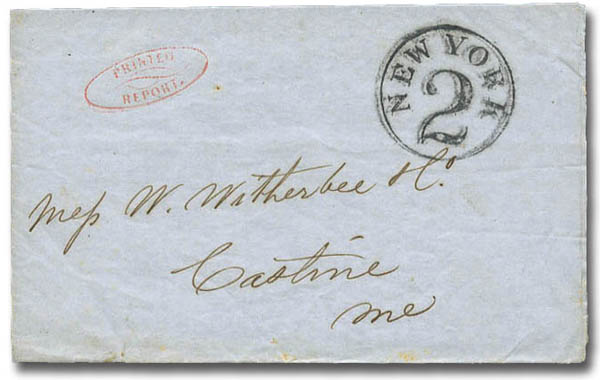 PRINTED
REPORT.
NEW YORK
2
Mess W. Witherbee & Co.
Castine
Me